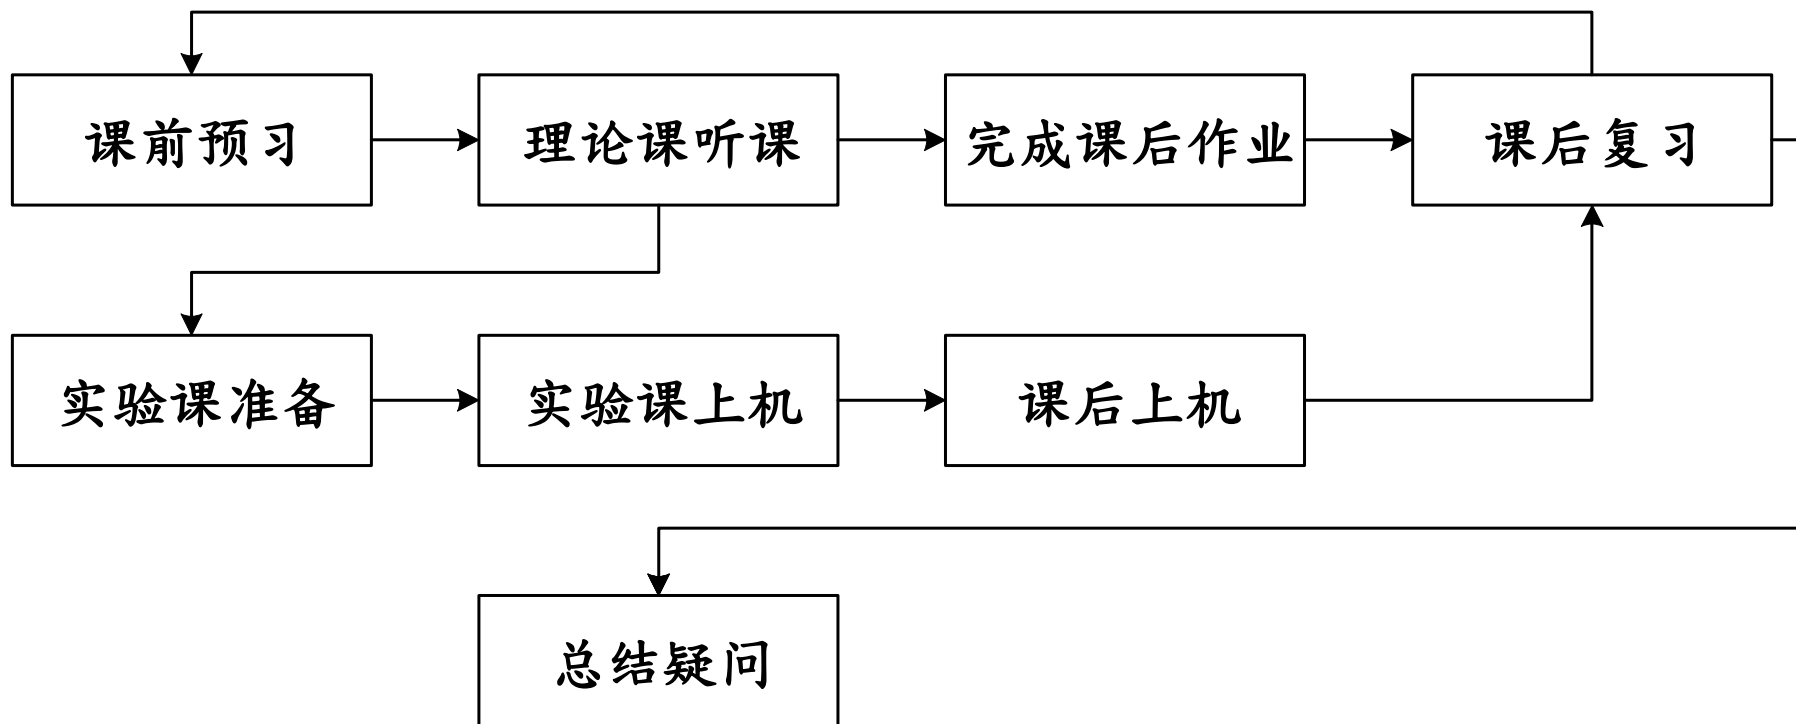 课前预习
理论课听课
完成课后作业
课后复习
实验课准备
实验课上机
课后上机
总结疑问